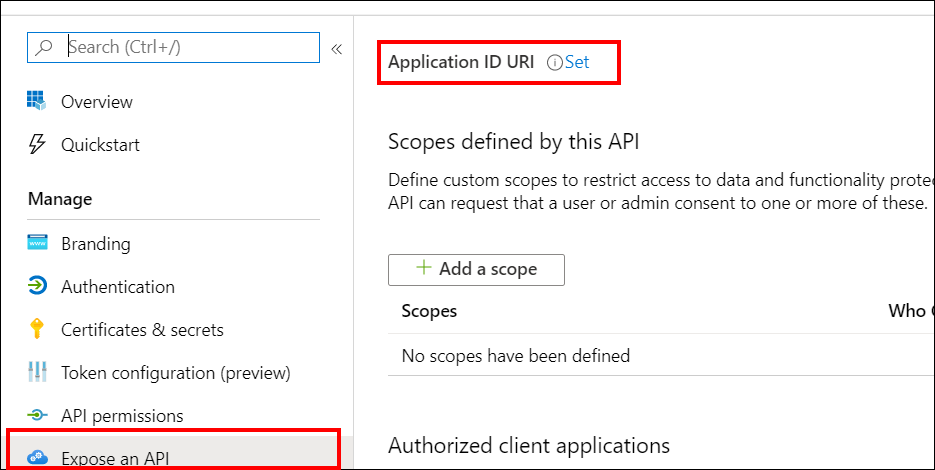 Search (Ctrl+/)
«
Overview
Quickstart
Manage
Branding
Authentication
Certificates & secrets
Token configuration (preview)
API permissions
Expose an API
Application ID URI Set
Scopes defined by this API
Define custom scopes to restrict access to data and functionality protec
API can request that a user or admin consent to one or more of these.
+ Add a scope
Scopes Who
No scopes have been defined
Authorized client applications